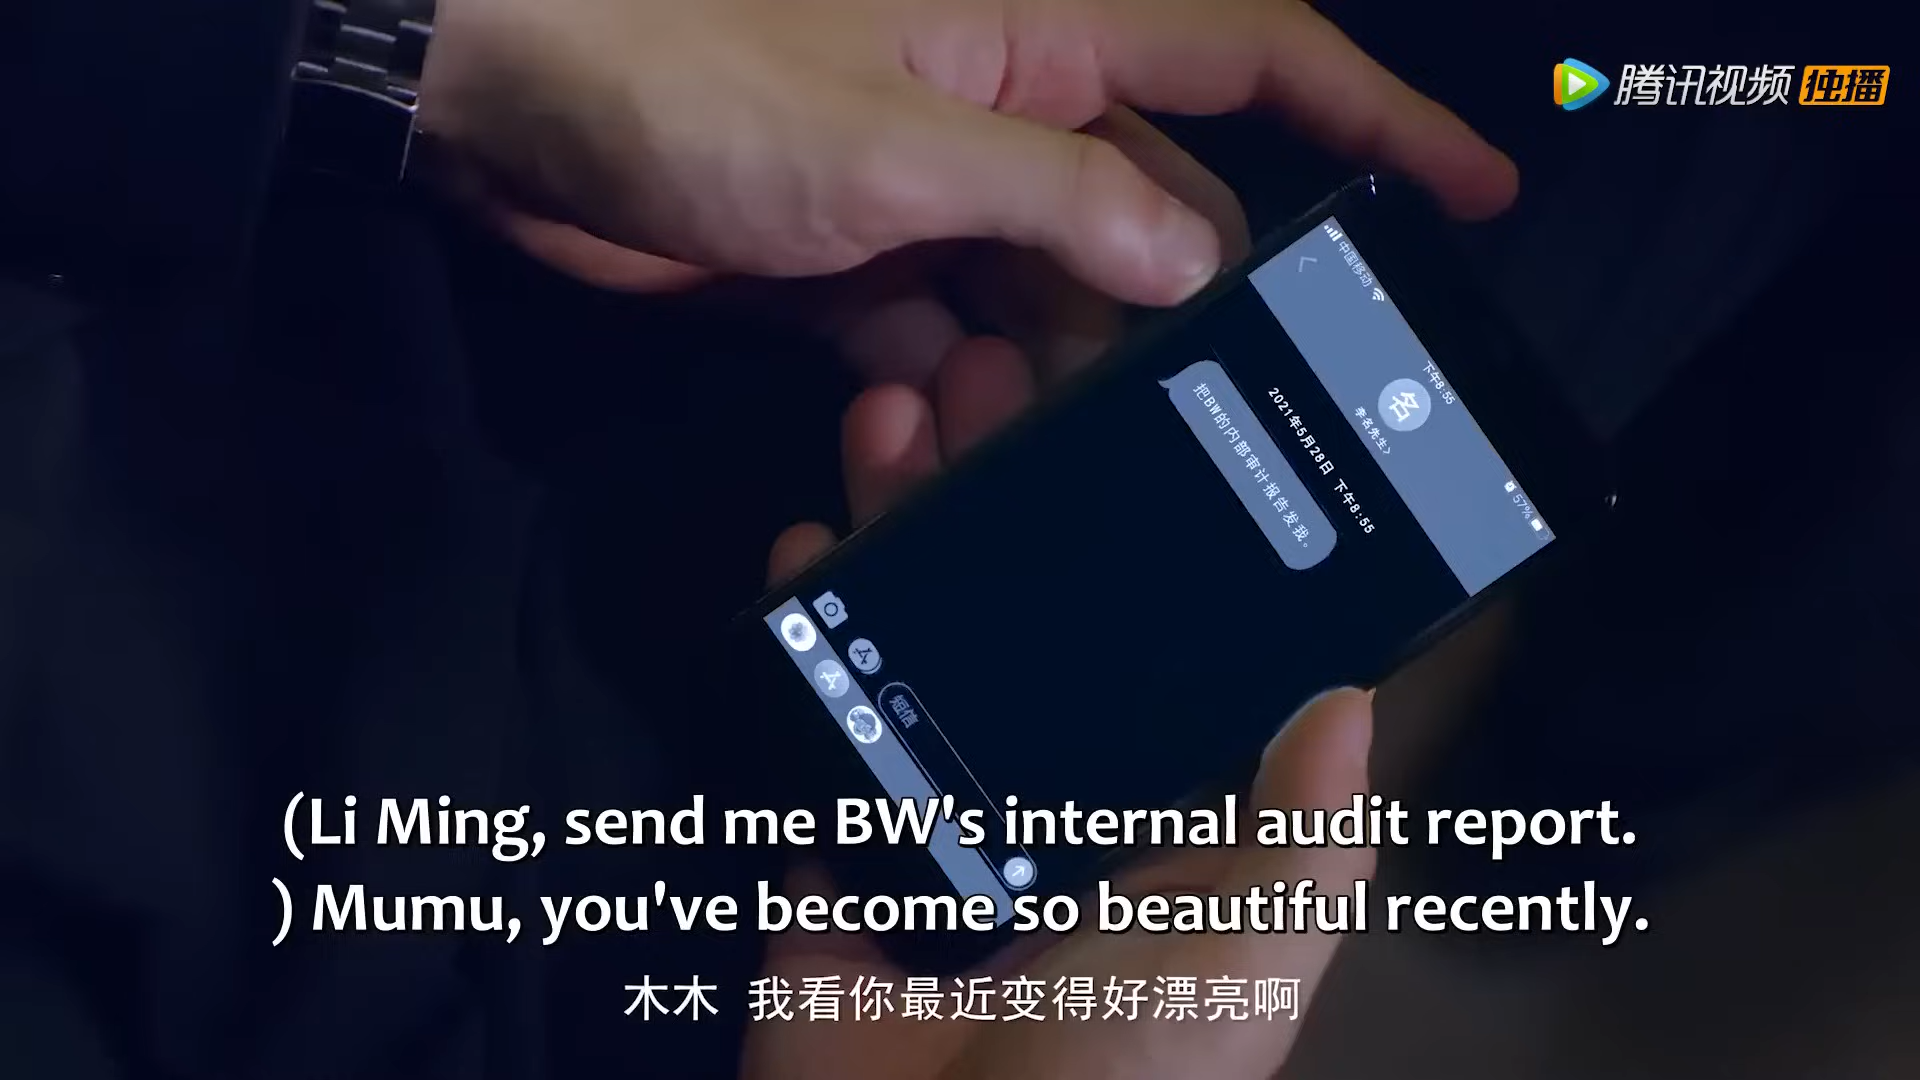 腾讯视频 独播
中国移动
下午8:55
57%
名
李名先生>
2021年5月28日 下午8:55
把BW的内部审计报告发我。
短信
(Li Ming, send me BW's internal audit report.
) Mumu, you've become so beautiful recently.
木木 我看你最近变得好漂亮啊